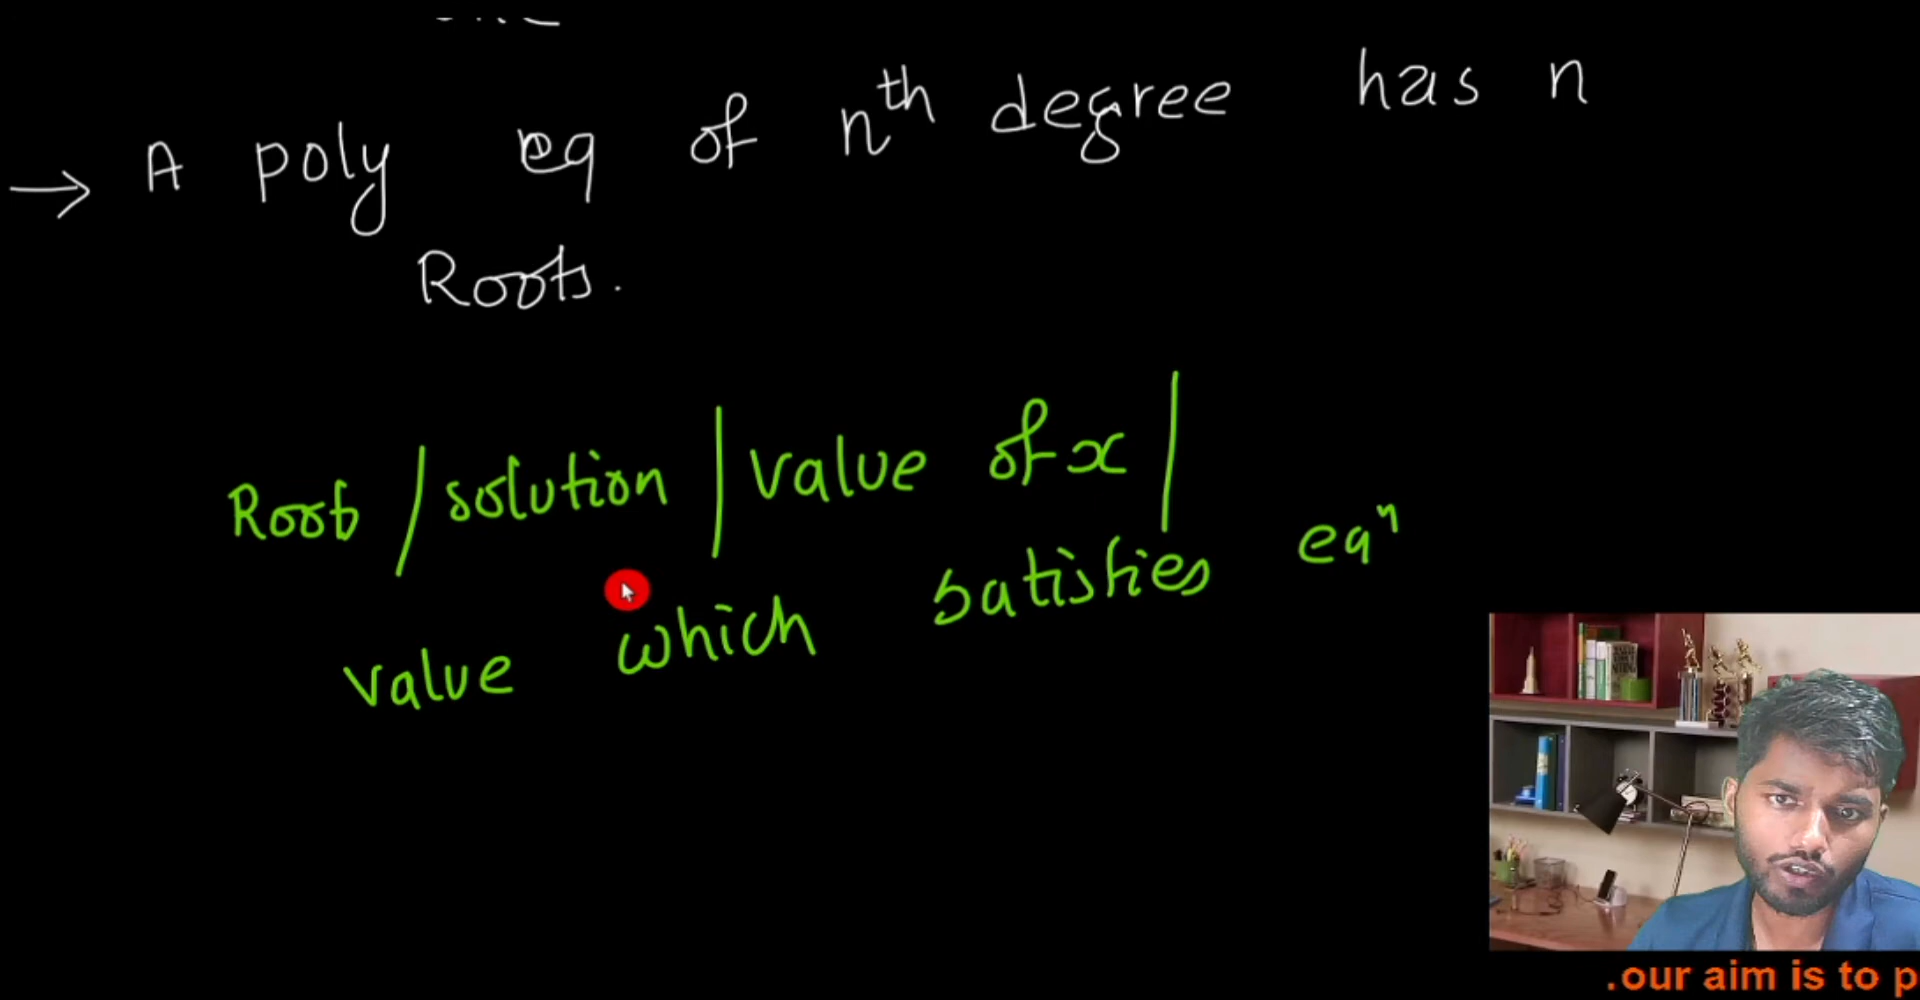 → A poly eq of nth degree has n
Roots.
Root / solution | value of x |
value which satisfies eqn
.our aim is to p